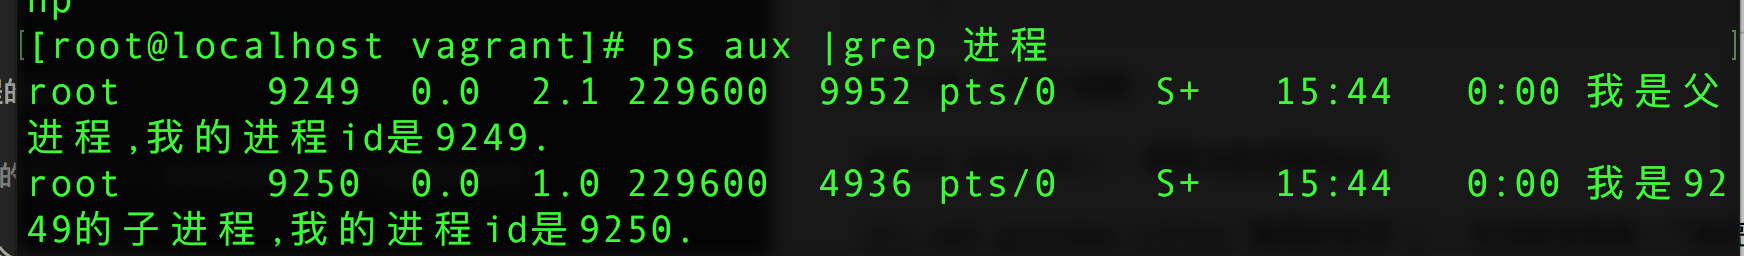 hp
[[root@localhost vagrant]# ps aux |grep 进程 ]
root 9249 0.0 2.1 229600 9952 pts/0 S+ 15:44 0:00 我是父
进程,我的进程id是9249.
root 9250 0.0 1.0 229600 4936 pts/0 S+ 15:44 0:00 我是92
49的子进程,我的进程id是9250.